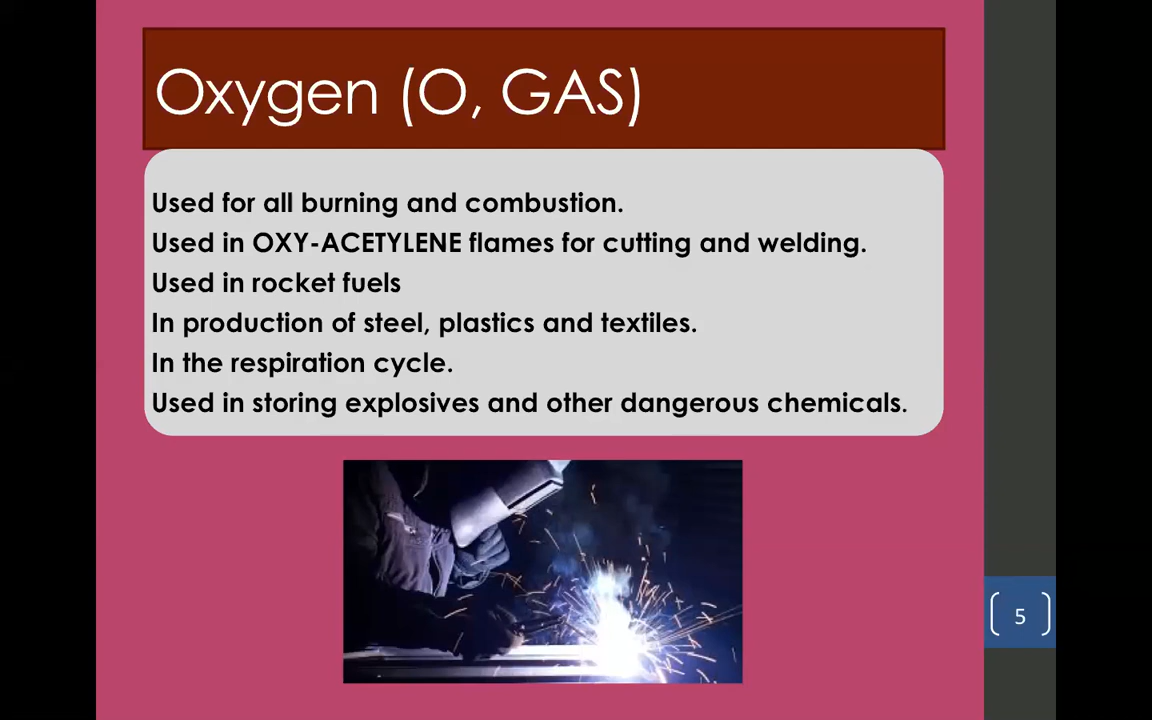 Oxygen (O, GAS)
Used for all burning and combustion.
Used in OXY-ACETYLENE flames for cutting and welding.
Used in rocket fuels
In production of steel, plastics and textiles.
In the respiration cycle.
Used in storing explosives and other dangerous chemicals.
5